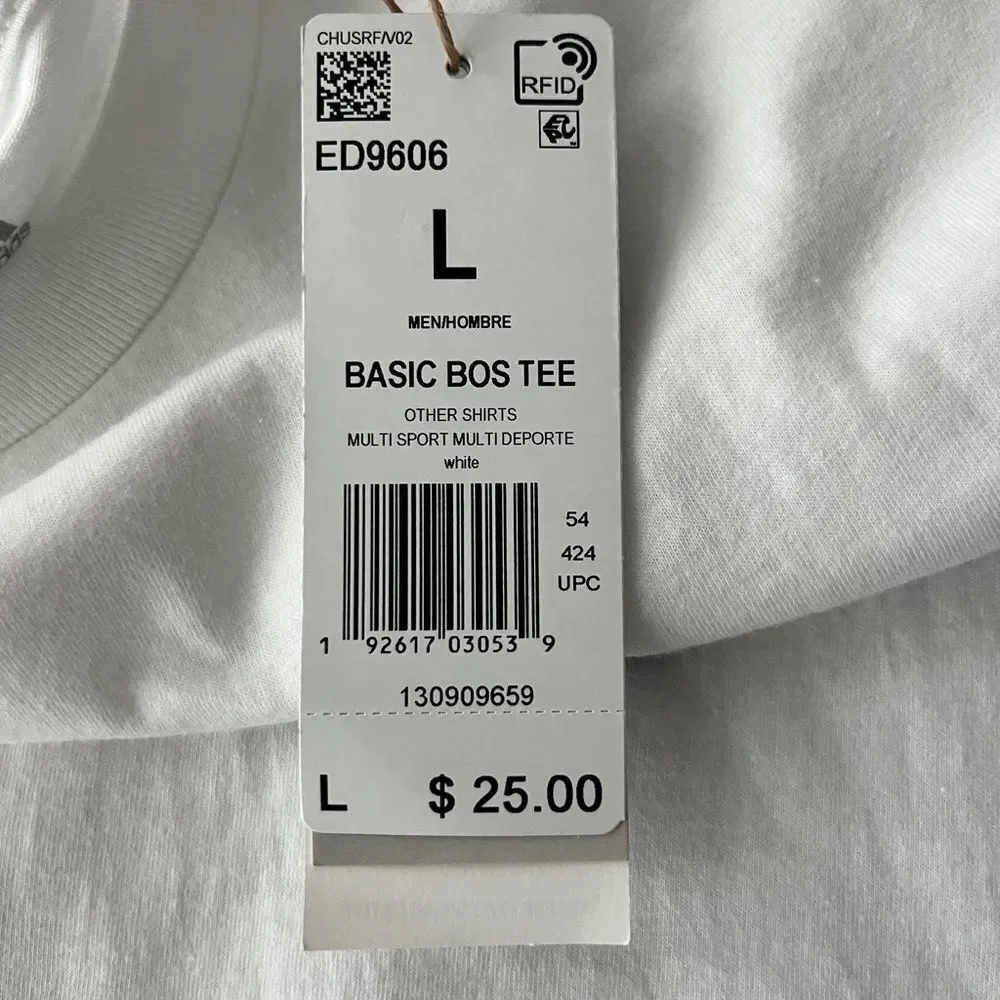 CHUSRF/V02
RFID
ED9606
L
MEN/HOMBRE
BASIC BOS TEE
OTHER SHIRTS
MULTI SPORT MULTI DEPORTE
white
54
424
UPC
1 92617 03053 9
130909659
L $ 25.00